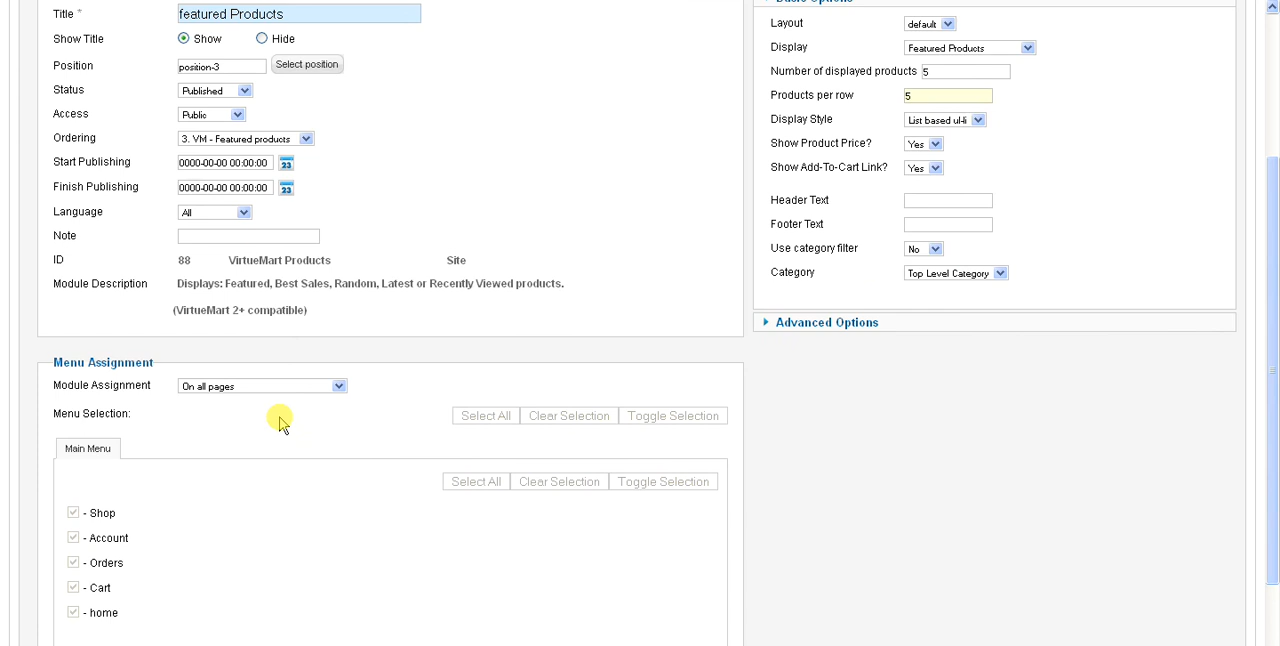 Title *
featured Products
Show Title
Show
Hide
Position
position-3
Select position
Status
Published
Access
Public
Ordering
3. VM - Featured products
Start Publishing
0000-00-00 00:00:00
23
Finish Publishing
0000-00-00 00:00:00
23
Language
All
Note
ID
88
VirtueMart Products
Site
Module Description
Displays: Featured, Best Sales, Random, Latest or Recently Viewed products.
(VirtueMart 2+ compatible)
Menu Assignment
Module Assignment
On all pages
Menu Selection:
Select All
Clear Selection
Toggle Selection
Main Menu
Select All
Clear Selection
Toggle Selection
- Shop
- Account
- Orders
- Cart
- home
Basic Options
Layout
default
Display
Featured Products
Number of displayed products
5
Products per row
5
Display Style
List based ul-li
Show Product Price?
Yes
Show Add-To-Cart Link?
Yes
Header Text
Footer Text
Use category filter
No
Category
Top Level Category
Advanced Options